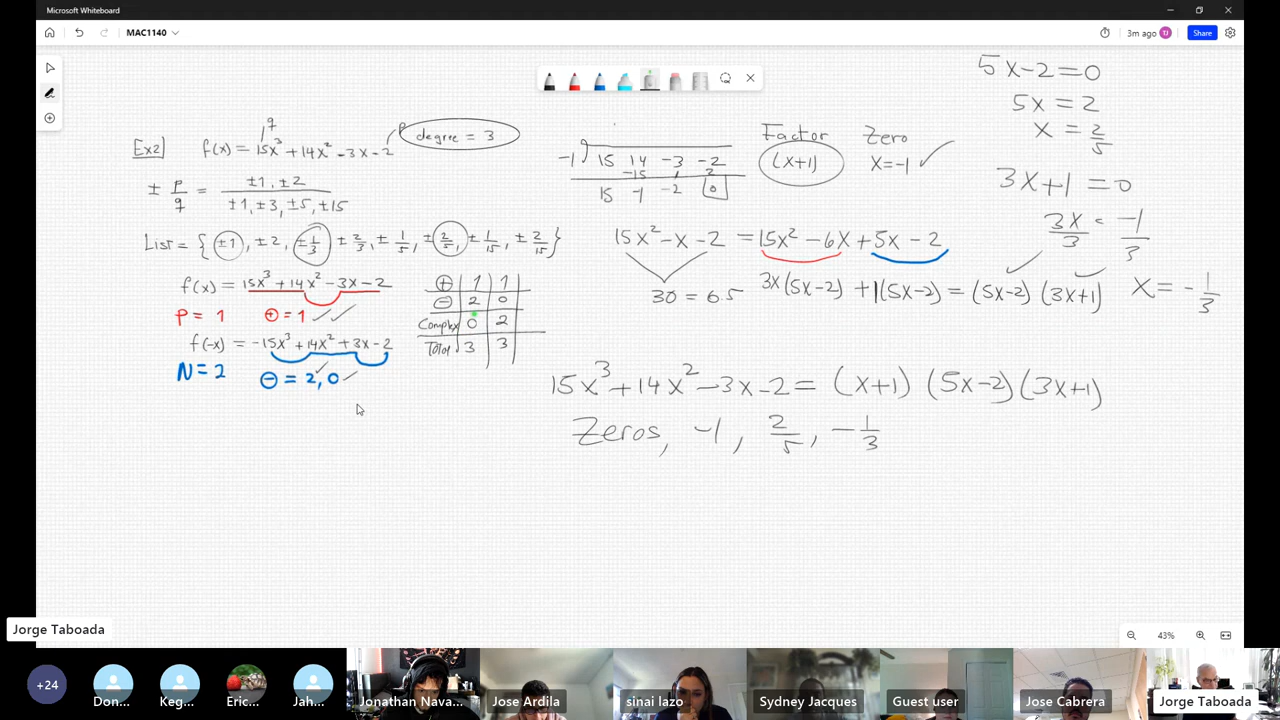 Microsoft Whiteboard
MAC1140
3m ago TJ Share
Ex2] f(x) = 15x³ + 14x² - 3x - 2
q
P
degree = 3
± p/q = ±1, ±2 / ±1, ±3, ±5, ±15
List = { ±1, ±2, ±1/3 ± 2/3, ± 1/5, ± 2/5, ± 1/15, ± 2/15 }
f(x) = 15x³ + 14x² - 3x - 2
P = 1 ⊕ = 1 ✓✓
f(-x) = -15x³ + 14x² + 3x - 2
N = 2 ⊖ = 2, 0
⊕ 1 1
⊖ 2 0
Complex 0 2
Total 3 3
-1 15 14 -3 -2
-15 1 2
15 -1 -2 0
Factor Zero
(x+1) x=-1 ✓
15x² - x - 2 = 15x² - 6x + 5x - 2
30 = 6.5
3x(5x-2) + 1(5x-2) = (5x-2) (3x+1)
15x³ + 14x² - 3x - 2 = (x+1) (5x-2) (3x+1)
Zeros, -1, 2/5, -1/3
5x - 2 = 0
5x = 2
x = 2/5
3x + 1 = 0
3x/3 = -1/3
x = -1/3
43%
Jorge Taboada
+24
Don...
Keg...
Eric...
Jah...
Jonathan Nava...
Jose Ardila
sinai lazo
Sydney Jacques
Guest user
Jose Cabrera
Jorge Taboada